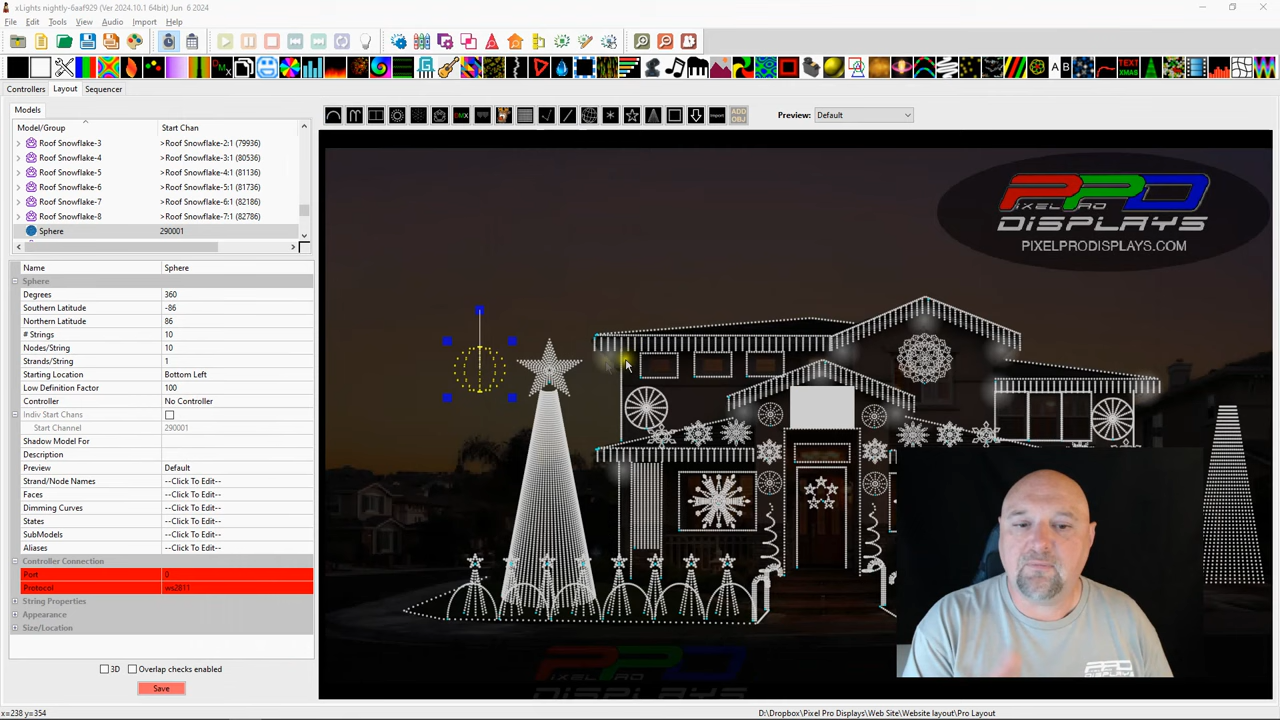 xLights nightly-6aaf929 (Ver 2024.10.1 64bit) Jun 6 2024
File Edit Tools View Audio Import Help
Controllers Layout Sequencer
Models
Preview: Default
Model/Group Start Chan
Roof Snowflake-3 >Roof Snowflake-2:1 (79936)
Roof Snowflake-4 >Roof Snowflake-3:1 (80536)
Roof Snowflake-5 >Roof Snowflake-4:1 (81136)
Roof Snowflake-6 >Roof Snowflake-5:1 (81736)
Roof Snowflake-7 >Roof Snowflake-6:1 (82186)
Roof Snowflake-8 >Roof Snowflake-7:1 (82786)
Sphere 290001
Name Sphere
Sphere
Degrees 360
Southern Latitude -86
Northern Latitude 86
# Strings 10
Nodes/String 10
Strands/String 1
Starting Location Bottom Left
Low Definition Factor 100
Controller No Controller
Indiv Start Chans
Start Channel 290001
Shadow Model For
Description
Preview Default
Strand/Node Names --Click To Edit--
Faces --Click To Edit--
Dimming Curves --Click To Edit--
States --Click To Edit--
SubModels --Click To Edit--
Aliases --Click To Edit--
Controller Connection
Port 0
Protocol ws2811
String Properties
Appearance
Size/Location
3D Overlap checks enabled
Save
x=238 y=354
D:\Dropbox\Pixel Pro Displays\Web Site\Website layout\Pro Layout
PPD
PIXEL PRO
DISPLAYS
PIXELPRODISPLAYS.COM